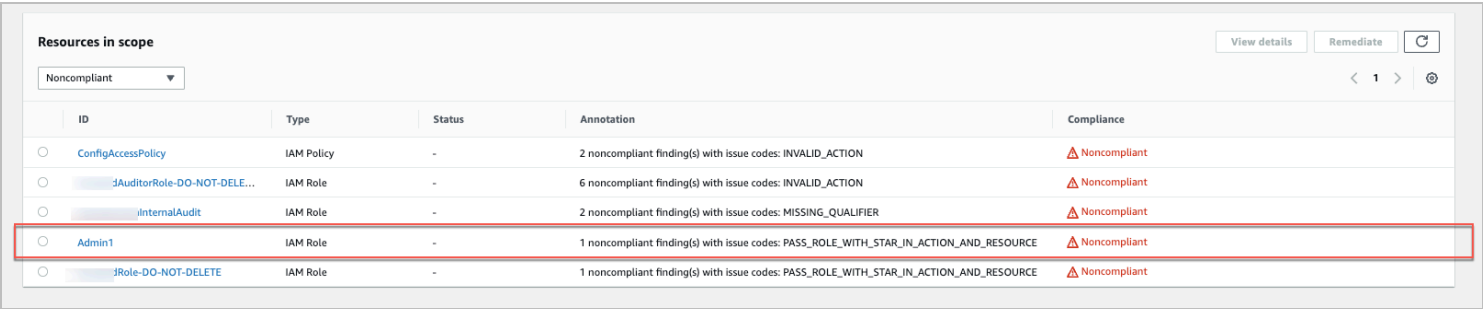 Resources in scope
View details Remediate
Noncompliant
1
ID Type Status Annotation Compliance
ConfigAccessPolicy IAM Policy - 2 noncompliant finding(s) with issue codes: INVALID_ACTION Noncompliant
dAuditorRole-DO-NOT-DELE... IAM Role - 6 noncompliant finding(s) with issue codes: INVALID_ACTION Noncompliant
InternalAudit IAM Role - 2 noncompliant finding(s) with issue codes: MISSING_QUALIFIER Noncompliant
Admin1 IAM Role - 1 noncompliant finding(s) with issue codes: PASS_ROLE_WITH_STAR_IN_ACTION_AND_RESOURCE Noncompliant
dRole-DO-NOT-DELETE IAM Role - 1 noncompliant finding(s) with issue codes: PASS_ROLE_WITH_STAR_IN_ACTION_AND_RESOURCE Noncompliant